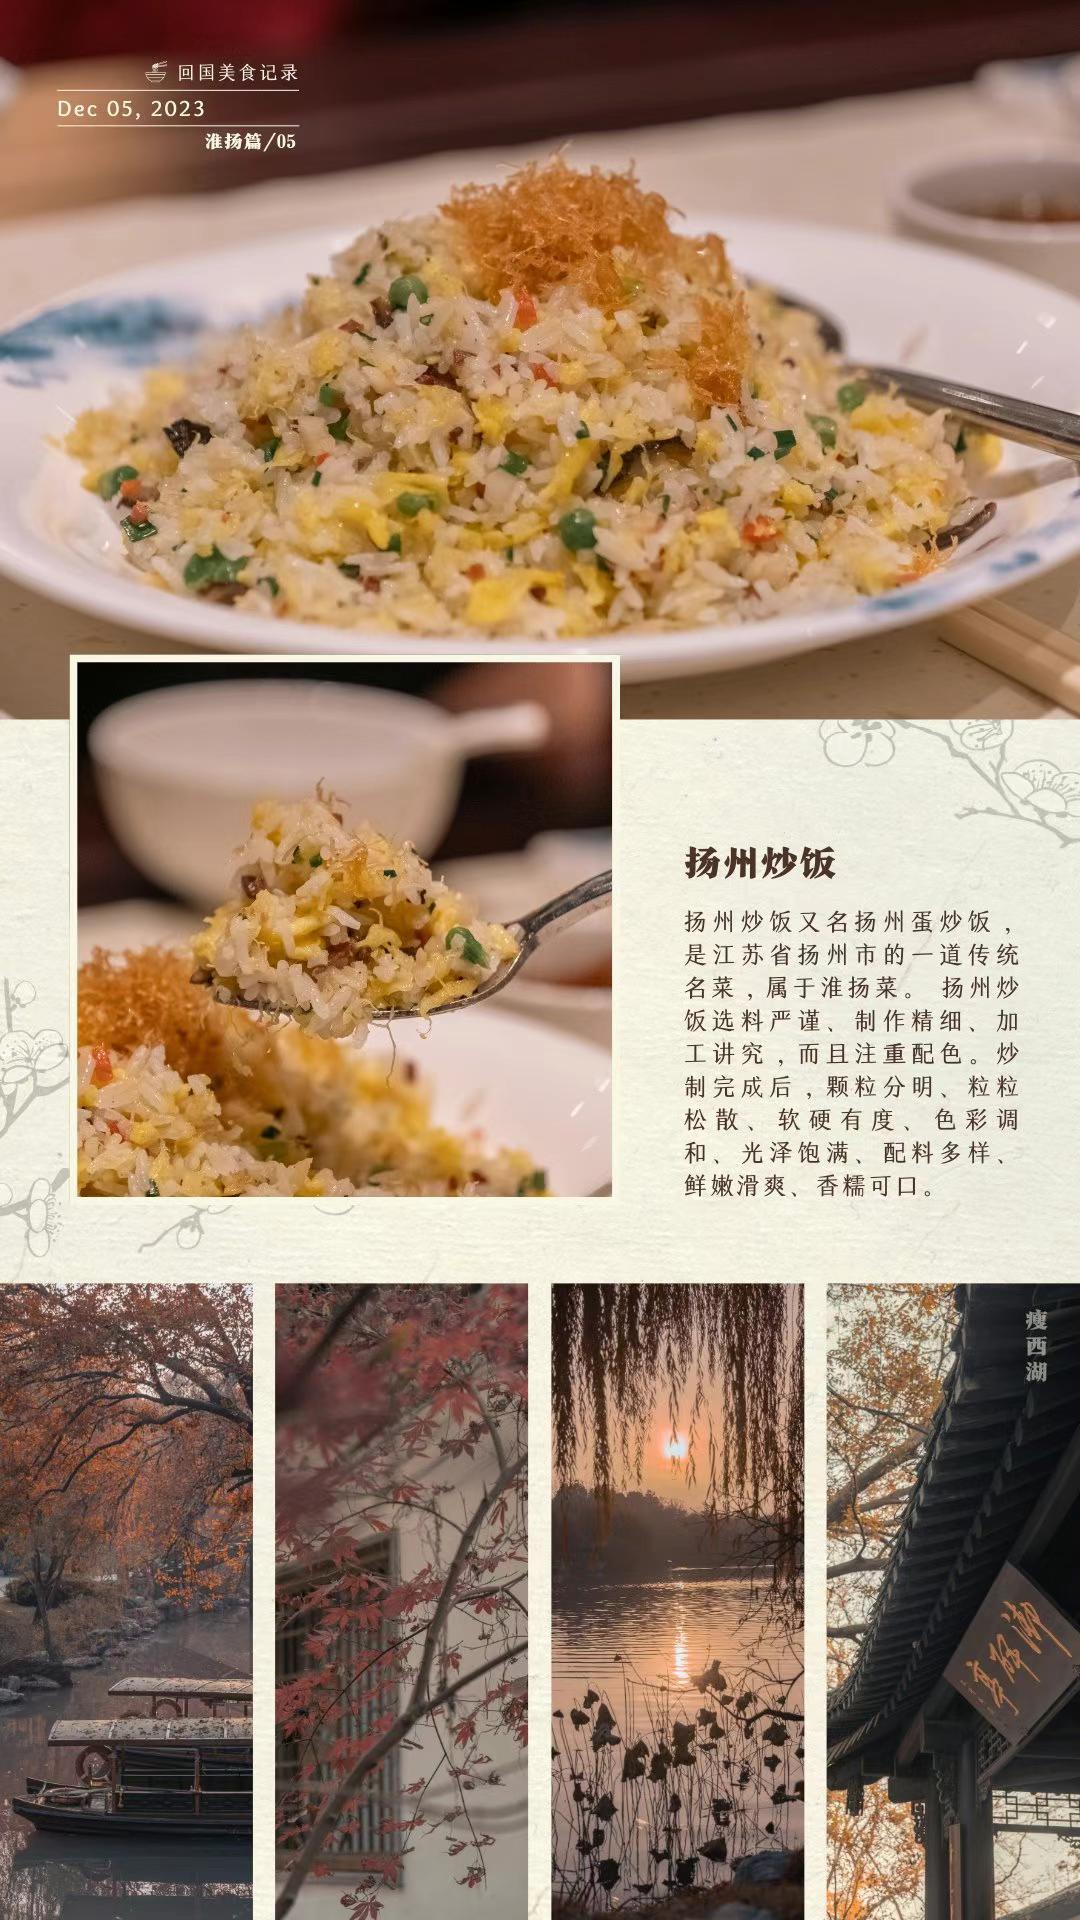 回国美食记录
Dec 05, 2023
淮扬篇/05
扬州炒饭
扬州炒饭又名扬州蛋炒饭，
是江苏省扬州市的一道传统
名菜，属于淮扬菜。 扬州炒
饭选料严谨、制作精细、加
工讲究，而且注重配色。炒
制完成后，颗粒分明、粒粒
松散、软硬有度、色彩调
和、光泽饱满、配料多样、
鲜嫩滑爽、香糯可口。
瘦西湖